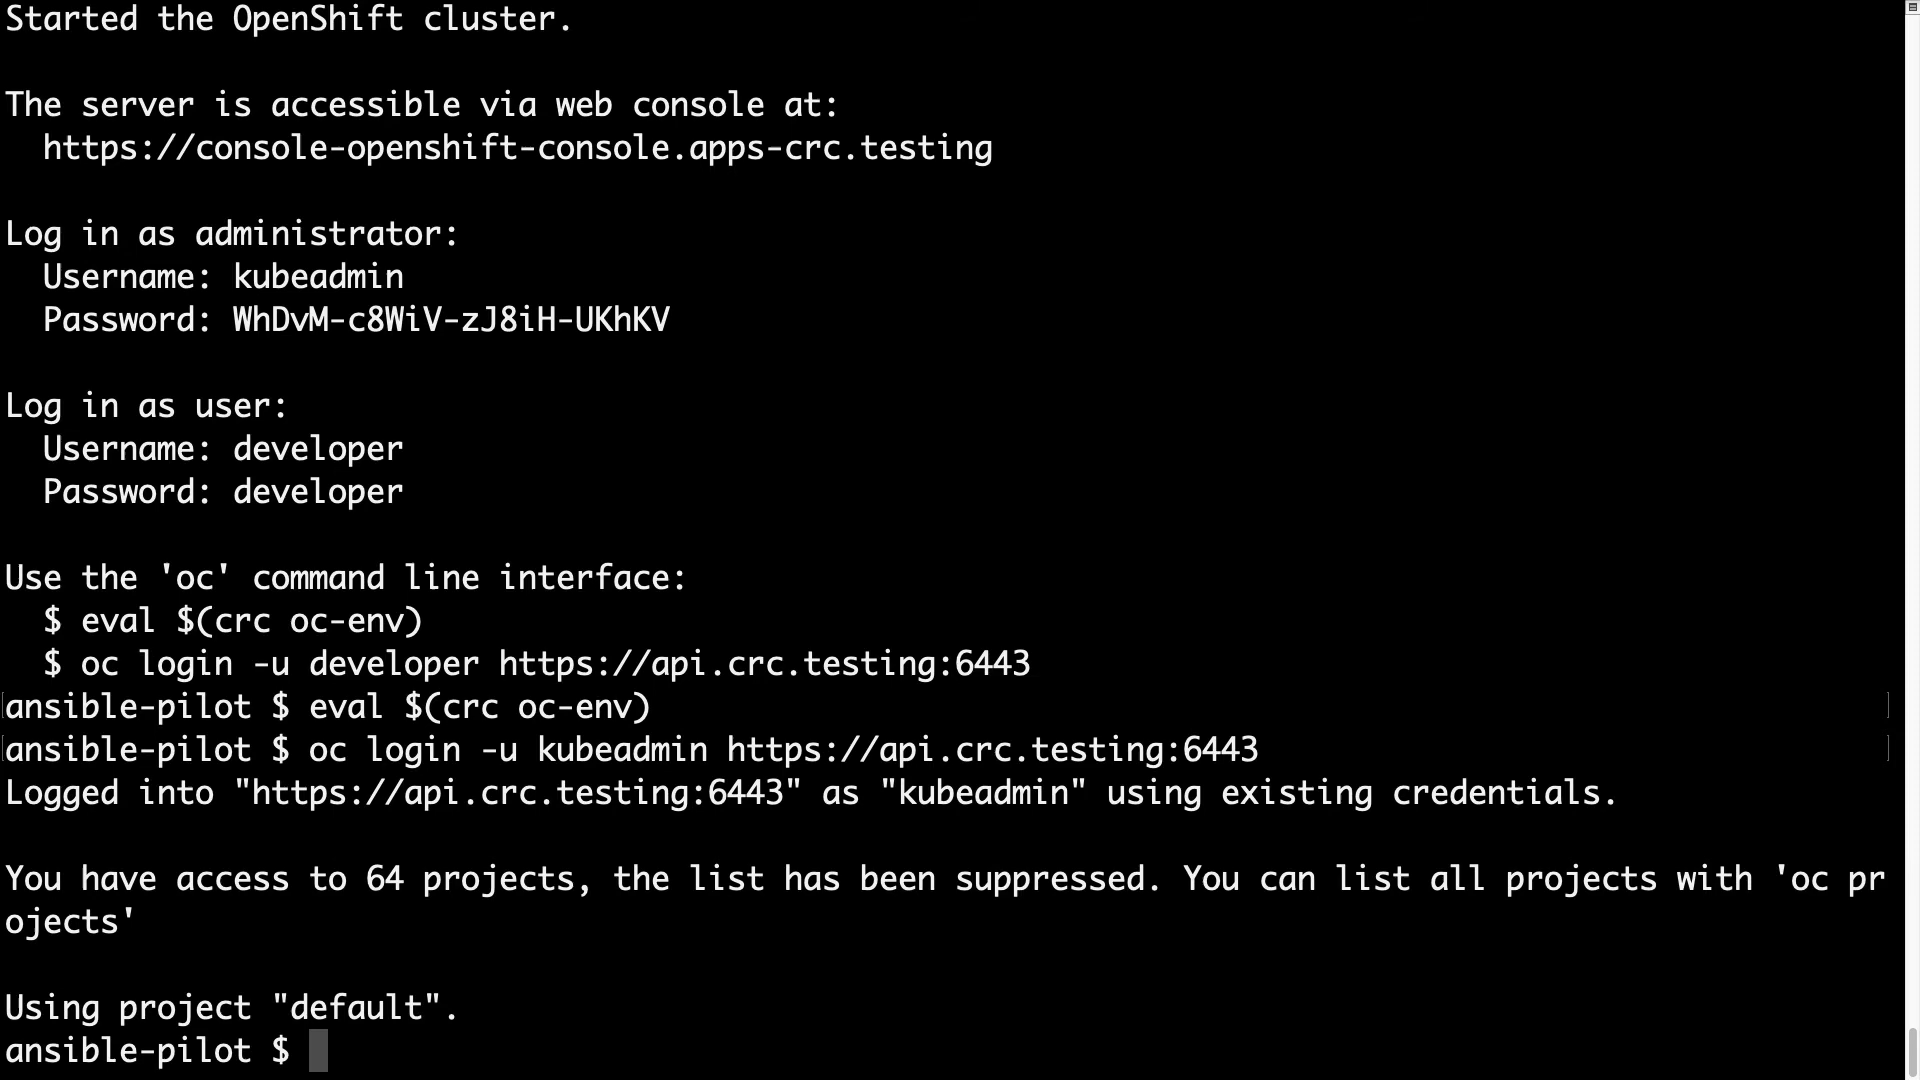 Started the OpenShift cluster.
The server is accessible via web console at:
https://console-openshift-console.apps-crc.testing
Log in as administrator:
Username: kubeadmin
Password: WhDvM-c8WiV-zJ8iH-UKhKV
Log in as user:
Username: developer
Password: developer
Use the 'oc' command line interface:
$ eval $(crc oc-env)
$ oc login -u developer https://api.crc.testing:6443
ansible-pilot $ eval $(crc oc-env)
ansible-pilot $ oc login -u kubeadmin https://api.crc.testing:6443
Logged into "https://api.crc.testing:6443" as "kubeadmin" using existing credentials.
You have access to 64 projects, the list has been suppressed. You can list all projects with 'oc pr
ojects'
Using project "default".
ansible-pilot $